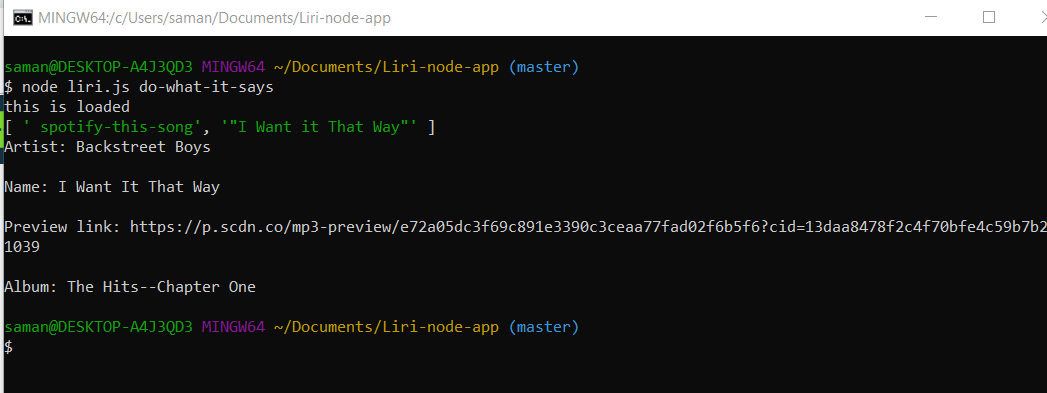 MINGW64:/c/Users/saman/Documents/Liri-node-app
saman@DESKTOP-A4J3QD3 MINGW64 ~/Documents/Liri-node-app (master)
$ node liri.js do-what-it-says
this is loaded
[ ' spotify-this-song', '"I Want it That Way"' ]
Artist: Backstreet Boys
Name: I Want It That Way
Preview link: https://p.scdn.co/mp3-preview/e72a05dc3f69c891e3390c3ceaa77fad02f6b5f6?cid=13daa8478f2c4f70bfe4c59b7b2
1039
Album: The Hits--Chapter One
saman@DESKTOP-A4J3QD3 MINGW64 ~/Documents/Liri-node-app (master)
$